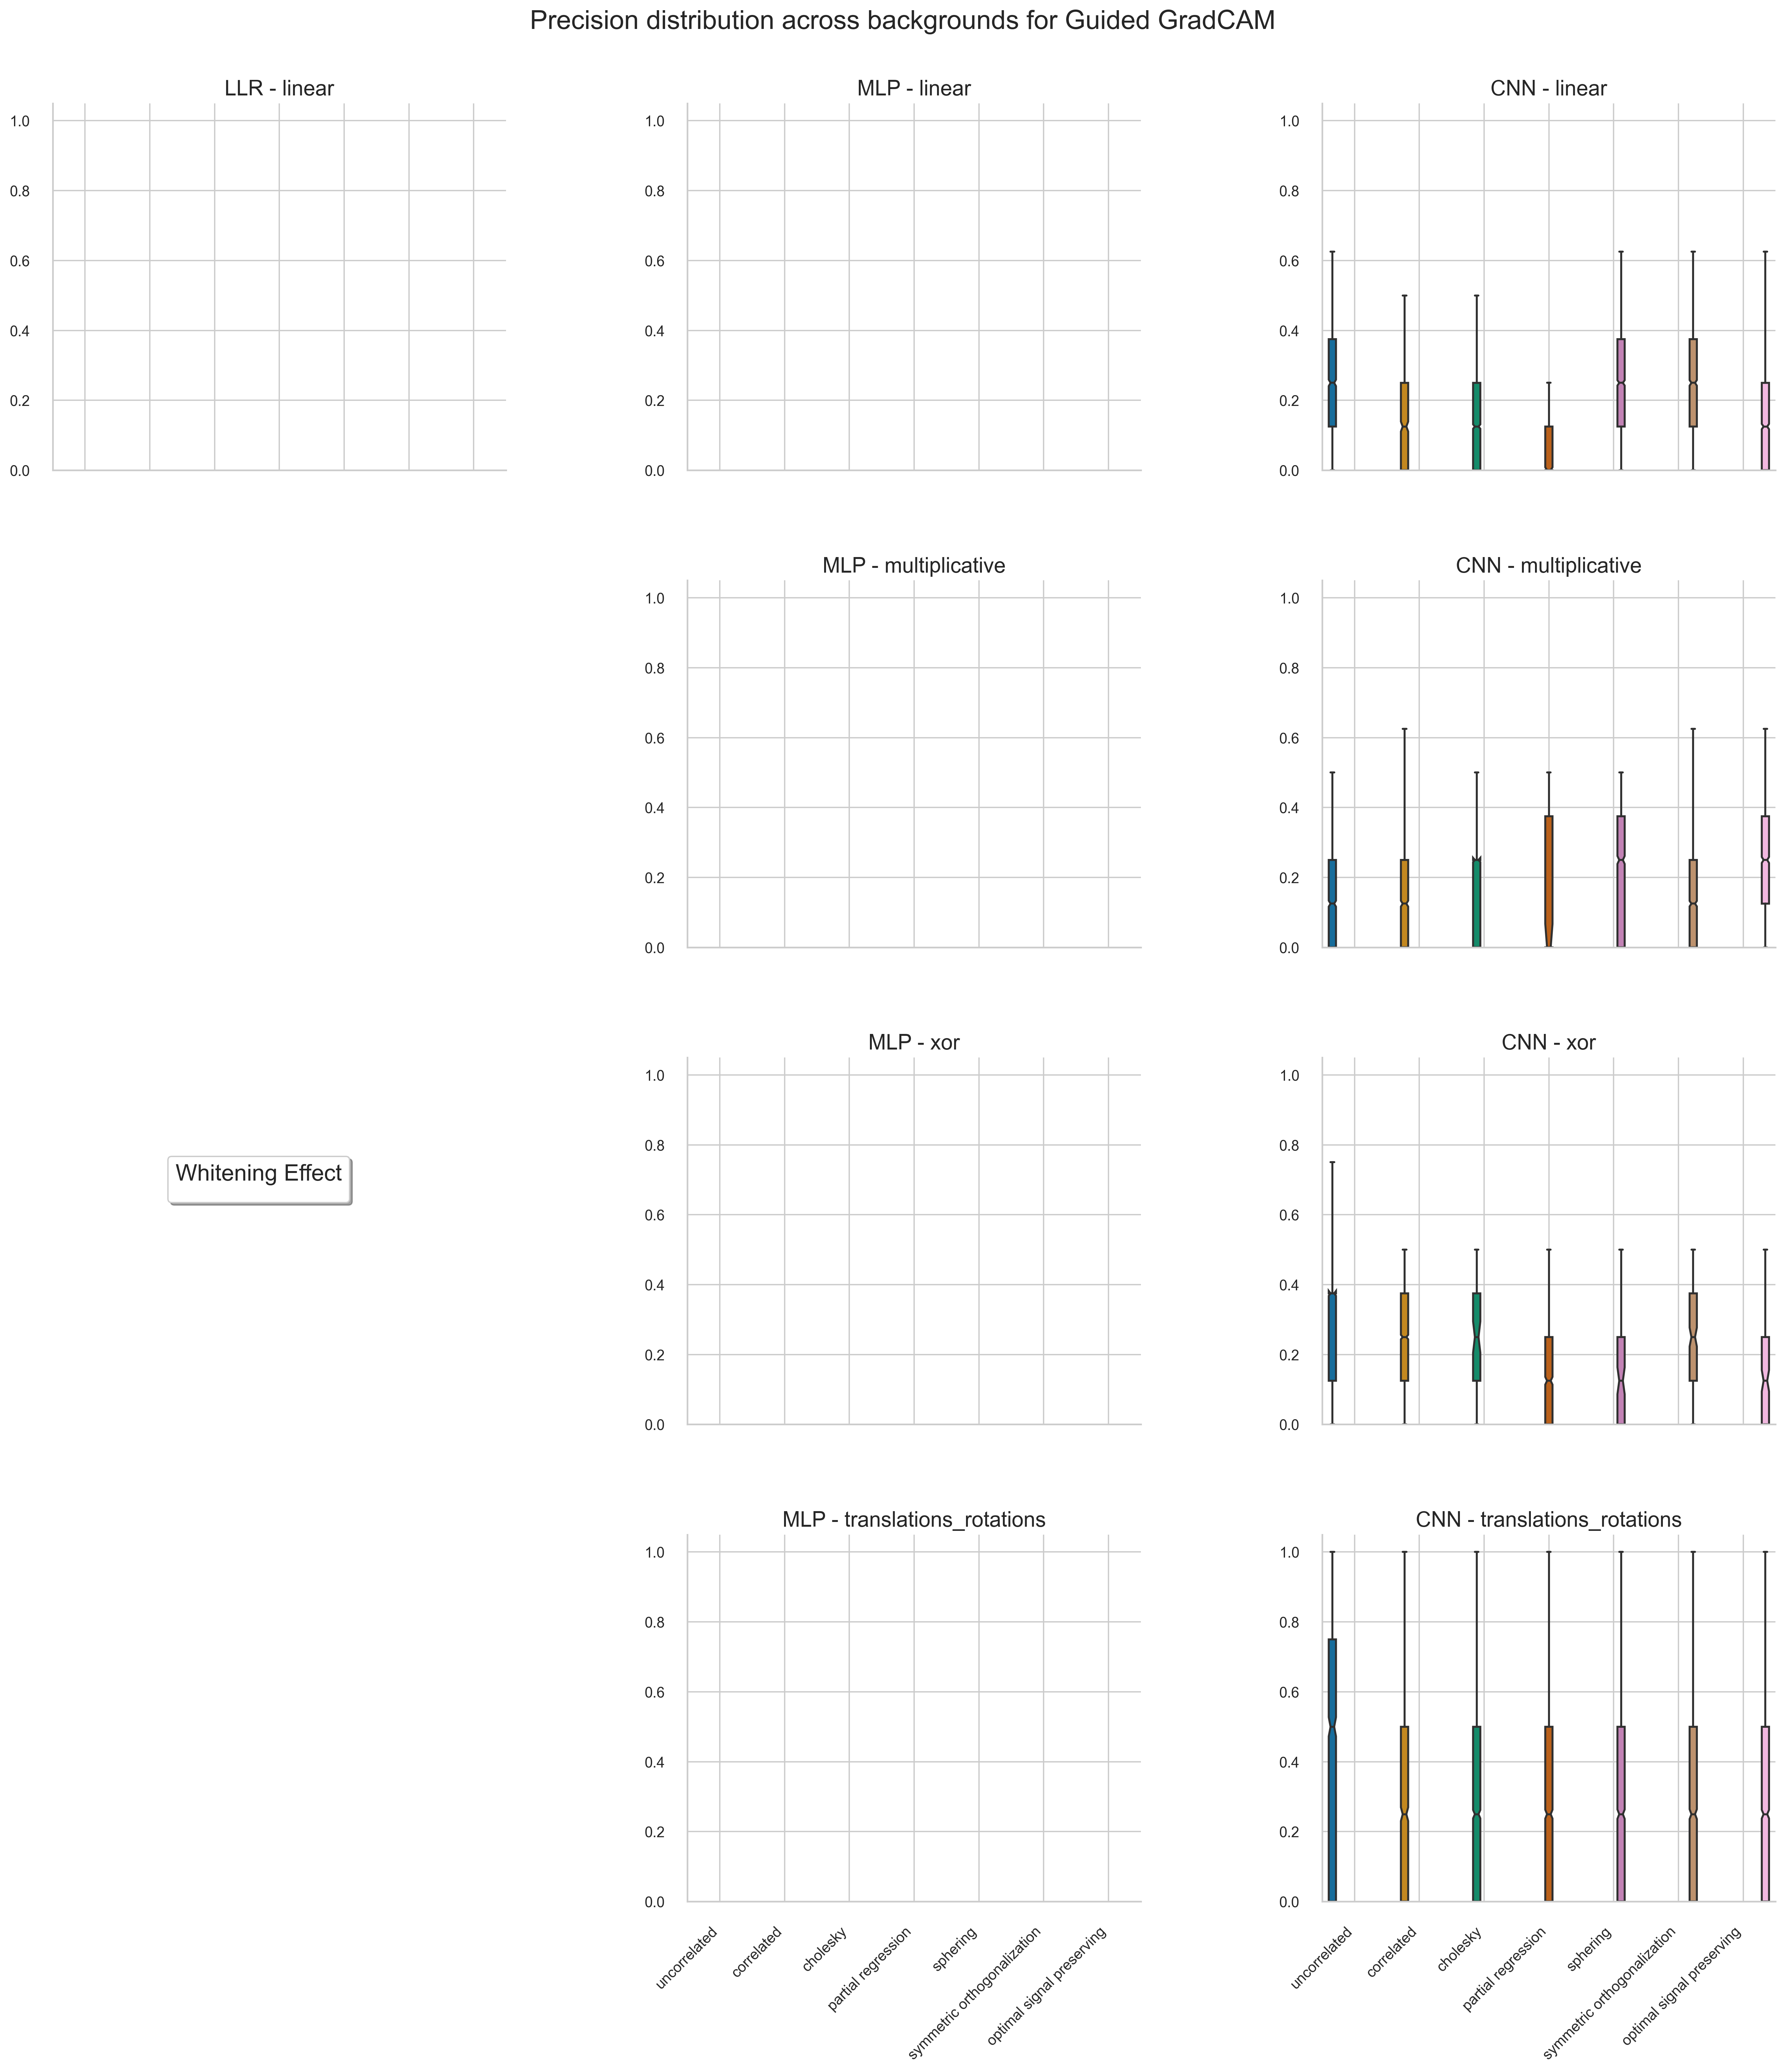 Precision distribution across backgrounds for Guided GradCAM
LLR - linear
1.0
0.8
0.6
0.4
0.2
0.0
MLP - linear
1.0
0.8
0.6
0.4
0.2
0.0
CNN - linear
1.0
0.8
0.6
0.4
0.2
0.0
MLP - multiplicative
1.0
0.8
0.6
0.4
0.2
0.0
CNN - multiplicative
1.0
0.8
0.6
0.4
0.2
0.0
Whitening Effect
MLP - xor
1.0
0.8
0.6
0.4
0.2
0.0
CNN - xor
1.0
0.8
0.6
0.4
0.2
0.0
MLP - translations_rotations
1.0
0.8
0.6
0.4
0.2
0.0
uncorrelated
correlated
cholesky
partial regression
sphering
symmetric orthogonalization
optimal signal preserving
CNN - translations_rotations
1.0
0.8
0.6
0.4
0.2
0.0
uncorrelated
correlated
cholesky
partial regression
sphering
symmetric orthogonalization
optimal signal preserving